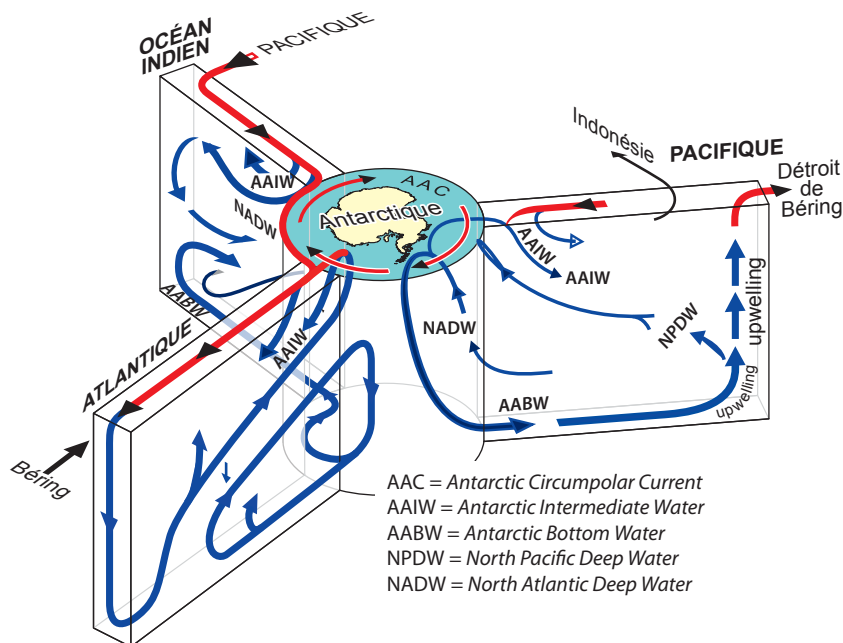 OCÉAN
INDIEN
PACIFIQUE
AAIW
NADW
AABW
AAC
Antarctique
AAIW
ATLANTIQUE
Béring
Indonésie
PACIFIQUE
Détroit
de
Béring
AAIW
AAIW
NADW
NPDW
upwelling
upwelling
AABW
AAC = Antarctic Circumpolar Current
AAIW = Antarctic Intermediate Water
AABW = Antarctic Bottom Water
NPDW = North Pacific Deep Water
NADW = North Atlantic Deep Water